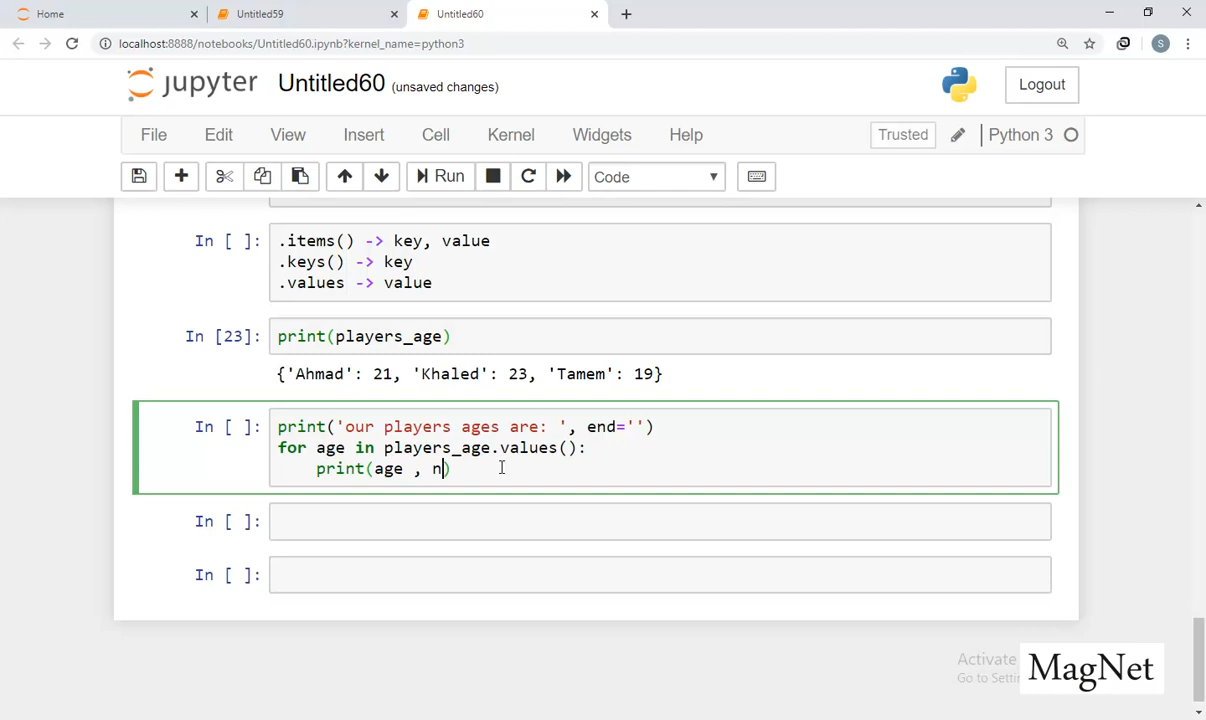 Home
Untitled59
Untitled60
localhost:8888/notebooks/Untitled60.ipynb?kernel_name=python3
S
jupyter Untitled60 (unsaved changes)
Logout
File Edit View Insert Cell Kernel Widgets Help Trusted Python 3
Run Code
In [ ]: .items() -> key, value
.keys() -> key
.values -> value
In [23]: print(players_age)
{'Ahmad': 21, 'Khaled': 23, 'Tamem': 19}
In [ ]: print('our players ages are: ', end='')
for age in players_age.values():
print(age , n)
In [ ]:
In [ ]:
Activate
Go to Settin
MagNet